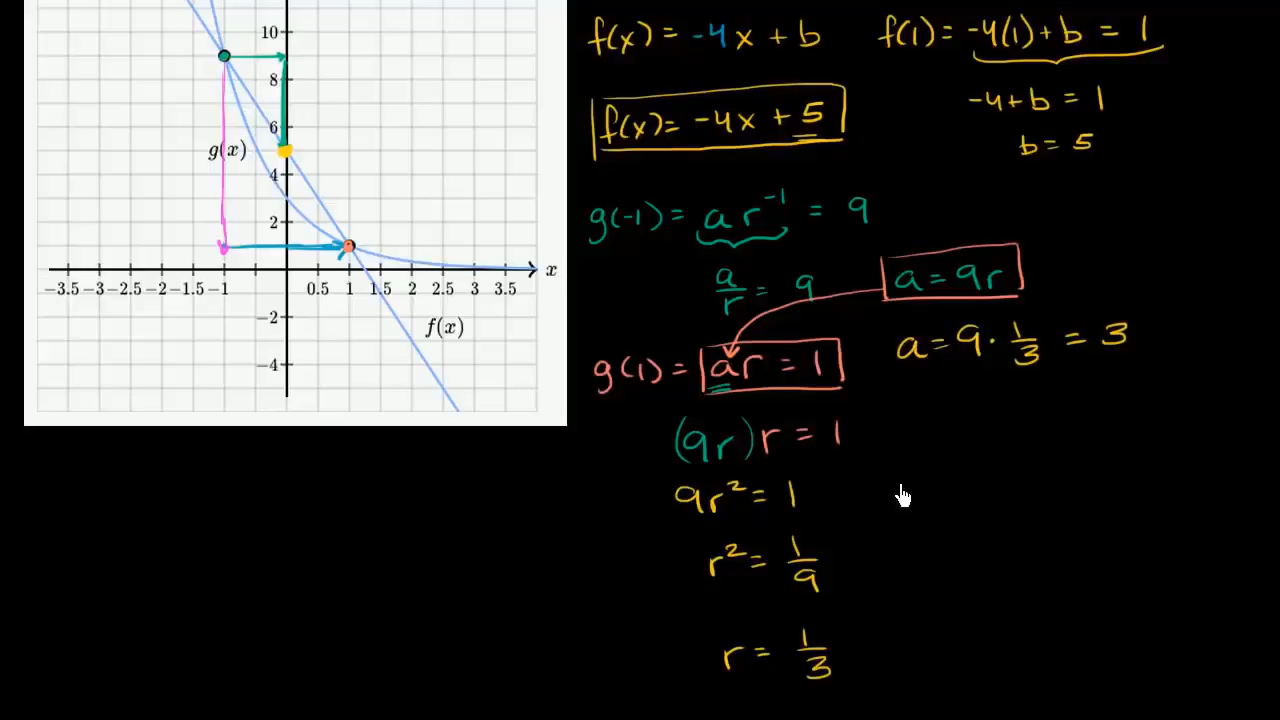 10
8
6
4
2
-2
-4
-3.5 -3 -2.5 -2 -1.5 -1 0.5 1 1.5 2 2.5 3 3.5 x
g(x)
f(x)
f(x) = -4x + b
f(1) = -4(1) + b = 1
-4 + b = 1
b = 5
f(x) = -4x + 5
g(-1) = ar⁻¹ = 9
a/r = 9
a = 9r
g(1) = ar = 1
a = 9 · 1/3 = 3
(9r)r = 1
9r² = 1
r² = 1/9
r = 1/3